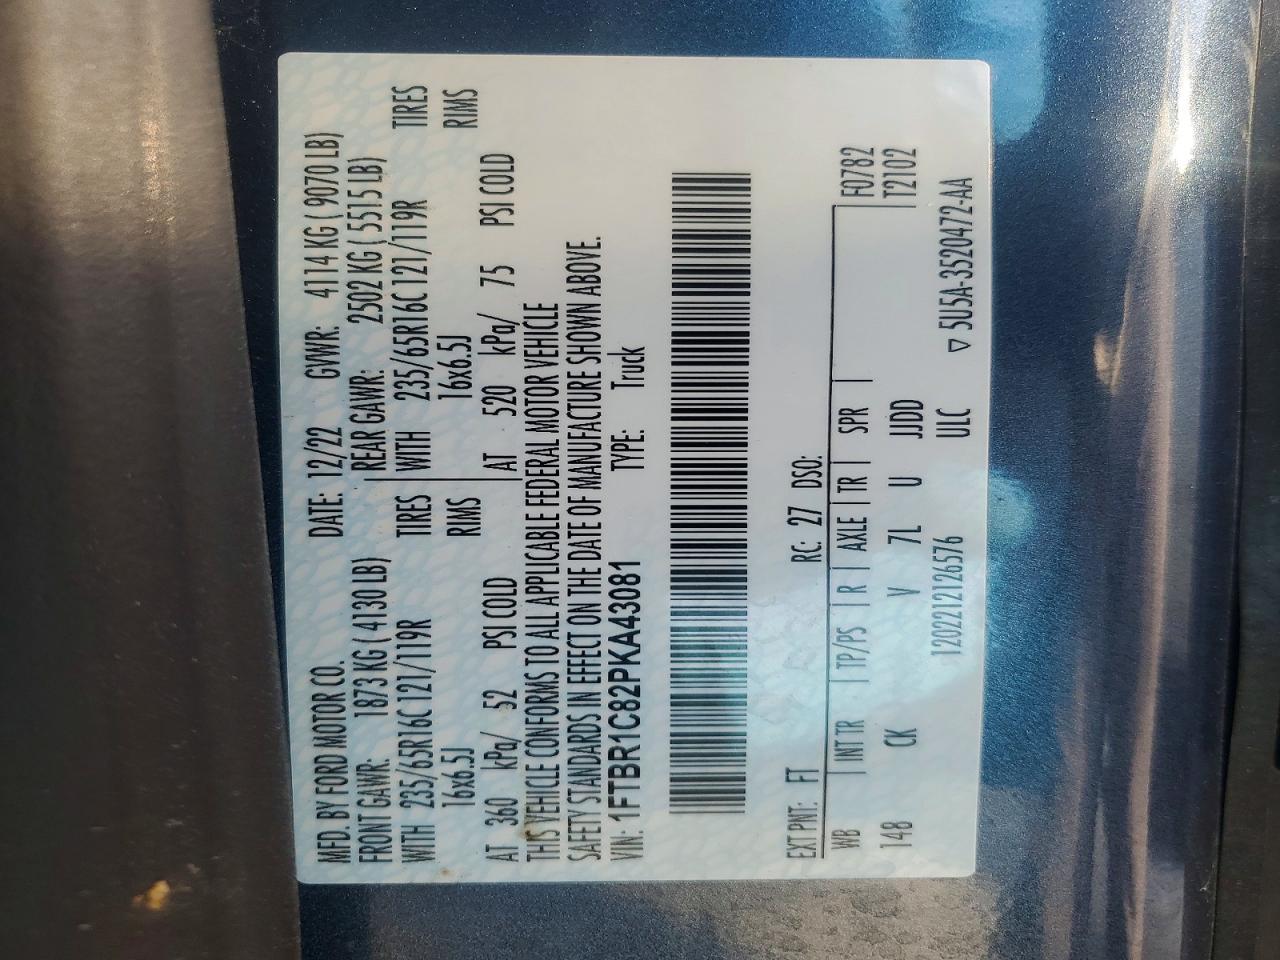 MFD. BY FORD MOTOR CO. DATE: 12/22 GVWR: 4114 KG ( 9070 LB)
FRONT GAWR: 1873 KG ( 4130 LB) REAR GAWR: 2502 KG ( 5515 LB)
WITH 235/65R16C 121/119R TIRES WITH 235/65R16C 121/119R TIRES
16x6.5J RIMS 16x6.5J RIMS
AT 360 kPa/ 52 PSI COLD AT 520 kPa/ 75 PSI COLD
THIS VEHICLE CONFORMS TO ALL APPLICABLE FEDERAL MOTOR VEHICLE
SAFETY STANDARDS IN EFFECT ON THE DATE OF MANUFACTURE SHOWN ABOVE.
VIN: 1FTBR1C82PKA43081 TYPE: Truck
EXT PNT: FT RC: 27 DSO: F0782
WB INT TR TP/PS R AXLE TR SPR T2102
148 CK V 7L U JJDD
1202212126576 ULC ▽ 5U5A-3520472-AA